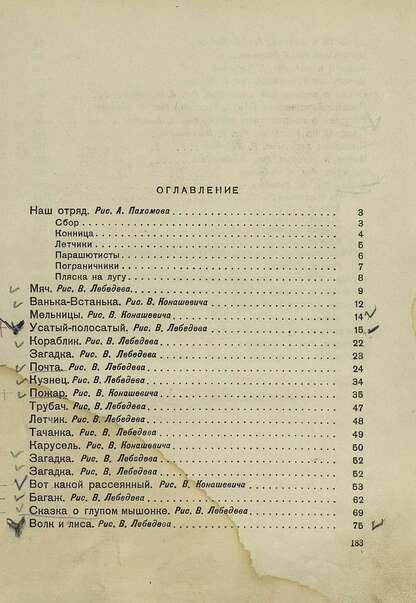 ОГЛАВЛЕНИЕ
Наш отряд. Рис. А. Пахомова 3
Сбор 3
Конница 4
Летчики 5
Парашютисты 6
Пограничники 7
Пляска на лугу 8
Мяч. Рис. В. Лебедева 9
Ванька-Встанька. Рис. В. Конашевича 12
Мельницы. Рис. В. Конашевича 14
Усатый-полосатый. Рис. В. Лебедева 15
Кораблик. Рис. В. Лебедева 22
Загадка. Рис. В. Лебедева 23
Почта. Рис. В. Лебедева 24
Кузнец. Рис. В. Лебедева 34
Пожар. Рис. В. Конашевича 35
Трубач. Рис. В. Лебедева 47
Летчик. Рис. В. Лебедева 48
Тачанка. Рис. В. Лебедева 49
Карусель. Рис. В. Конашевича 50
Загадка. Рис. В. Лебедева 52
Загадка. Рис. В. Лебедева 52
Вот какой рассеянный. Рис. В. Конашевича 53
Багаж. Рис. В. Лебедева 62
Сказка о глупом мышонке. Рис. В. Лебедева 69
Волк и лиса. Рис. В. Лебедева 75
183